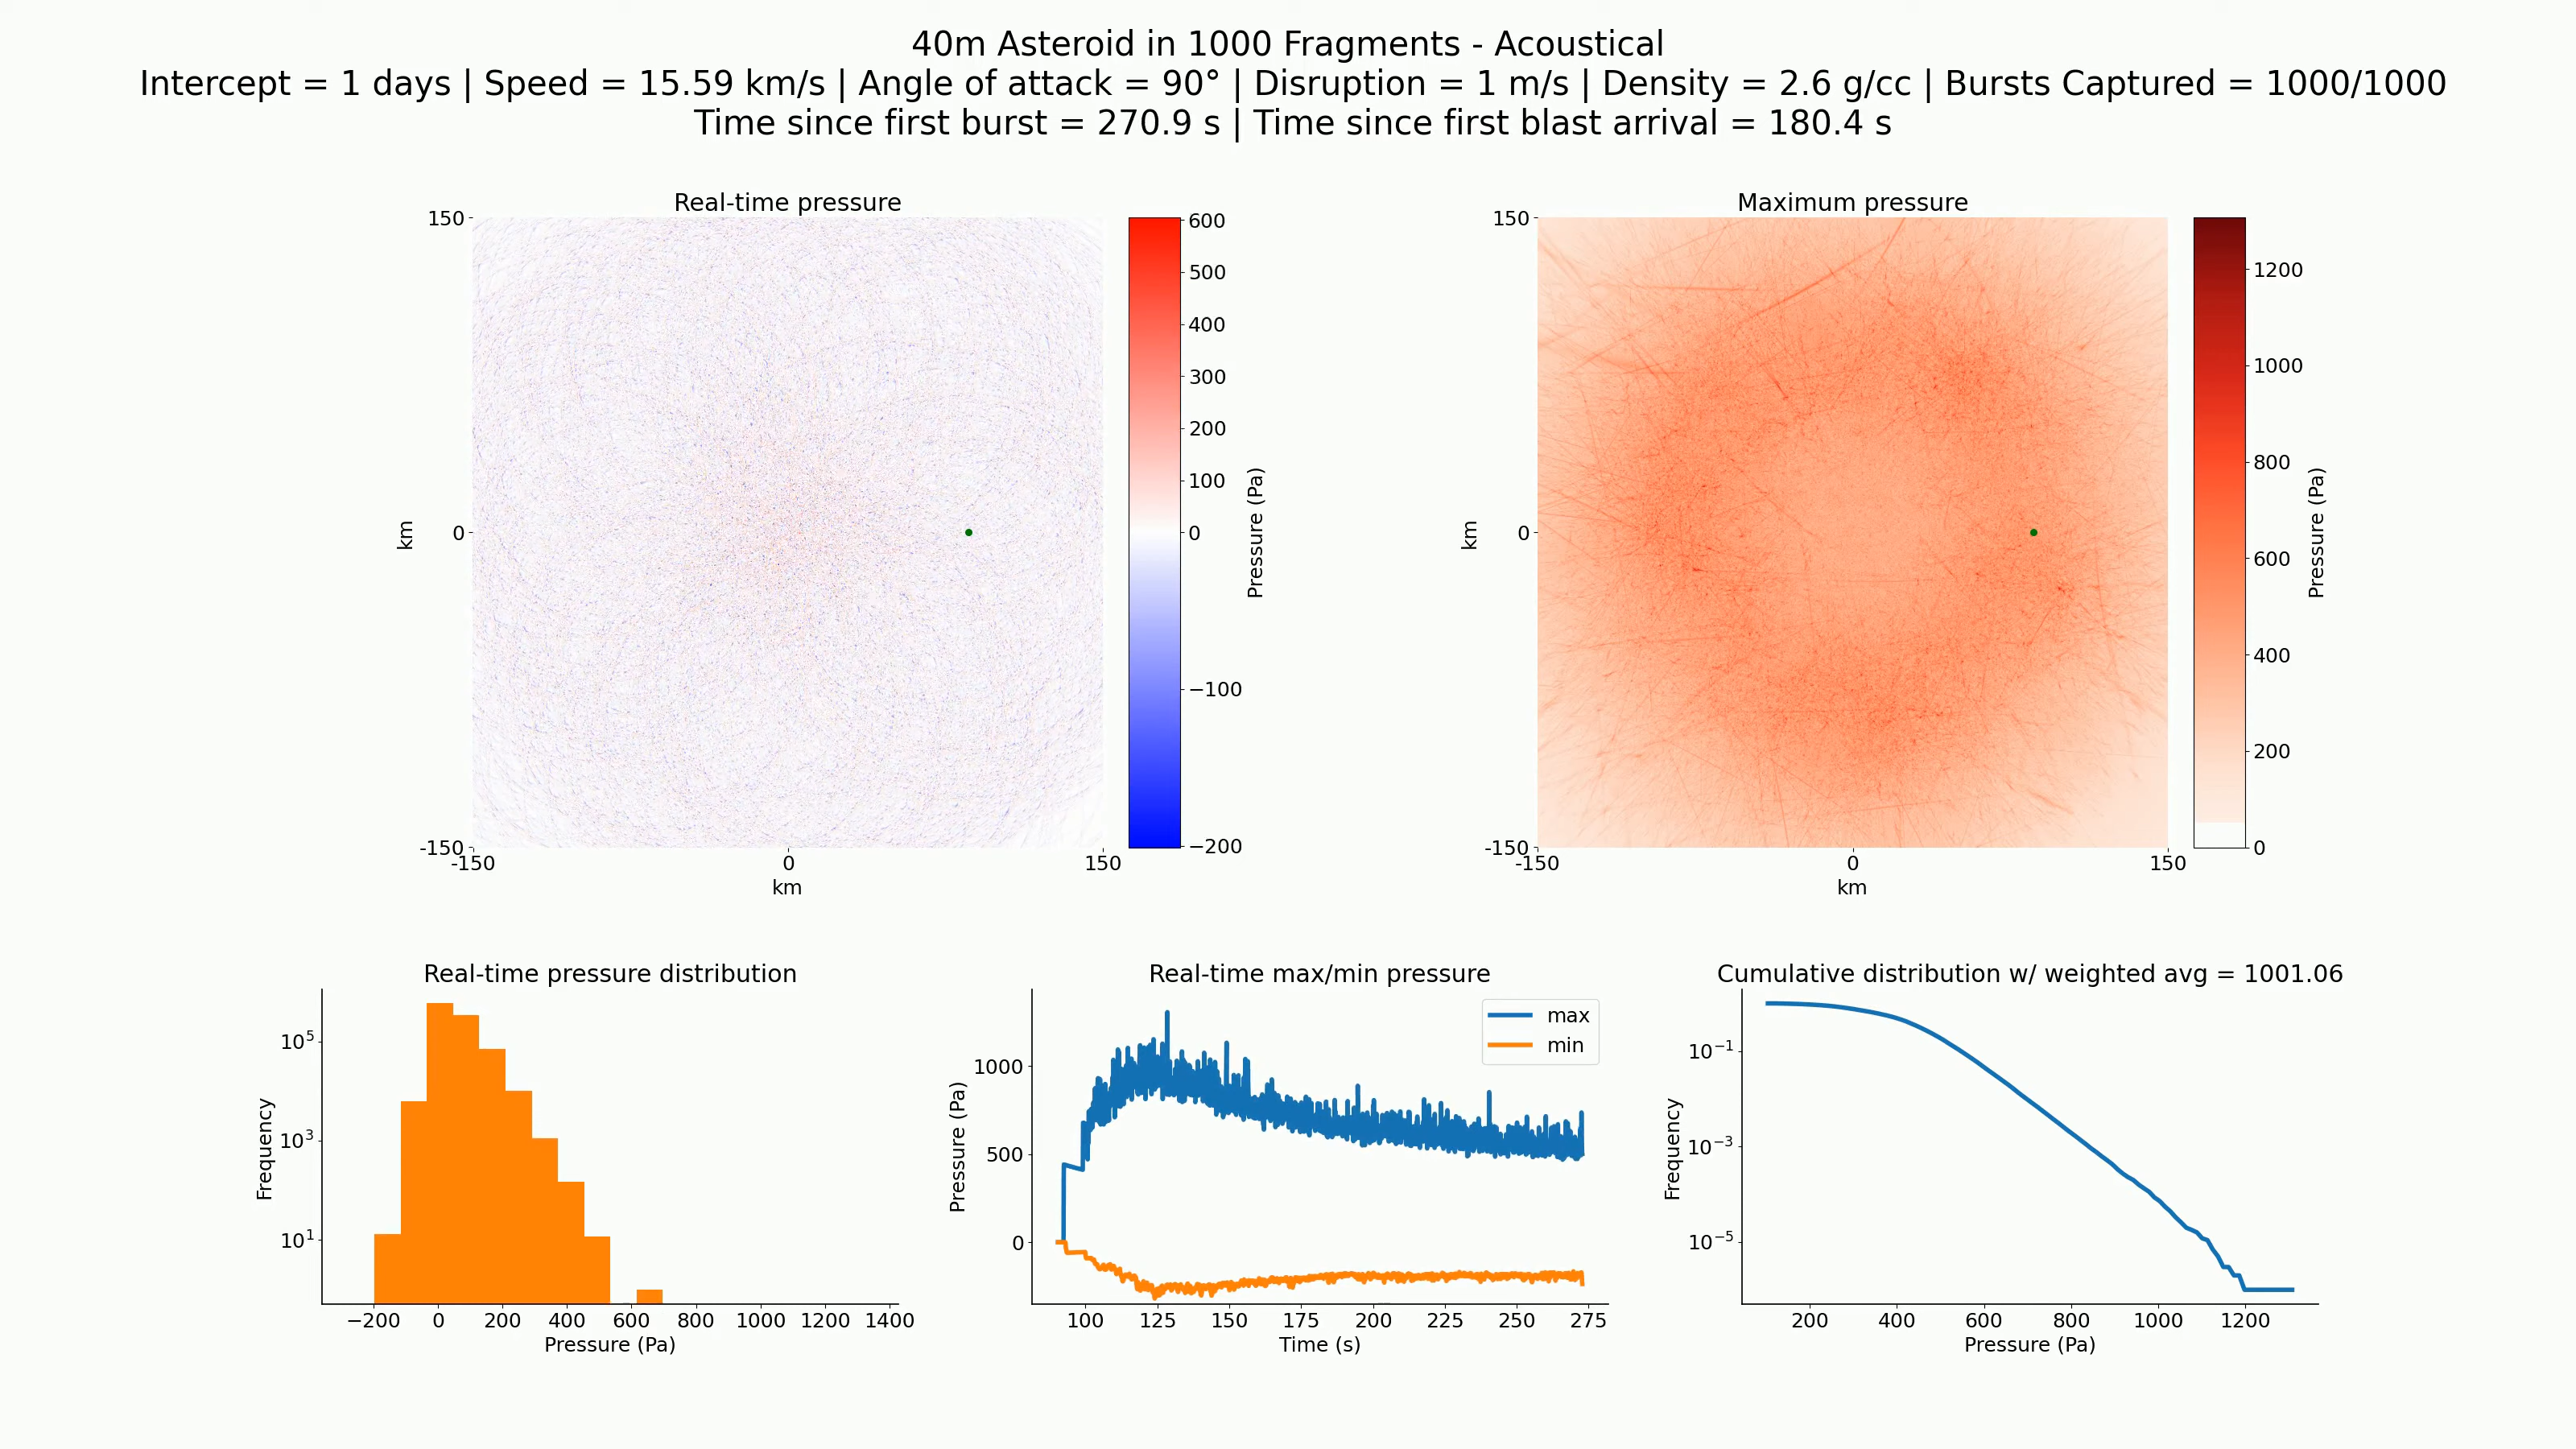 40m Asteroid in 1000 Fragments - Acoustical
Intercept = 1 days | Speed = 15.59 km/s | Angle of attack = 90° | Disruption = 1 m/s | Density = 2.6 g/cc | Bursts Captured = 1000/1000
Time since first burst = 270.9 s | Time since first blast arrival = 180.4 s
Real-time pressure
150
0
-150
km
-150
0
150
km
600
500
400
300
200
100
0
−100
−200
Pressure (Pa)
Maximum pressure
150
0
-150
km
-150
0
150
km
1200
1000
800
600
400
200
0
Pressure (Pa)
Real-time pressure distribution
10⁵
10³
10¹
Frequency
−200 0 200 400 600 800 1000 1200 1400
Pressure (Pa)
Real-time max/min pressure
max
min
1000
500
0
Pressure (Pa)
100 125 150 175 200 225 250 275
Time (s)
Cumulative distribution w/ weighted avg = 1001.06
10⁻¹
10⁻³
10⁻⁵
Frequency
200 400 600 800 1000 1200
Pressure (Pa)